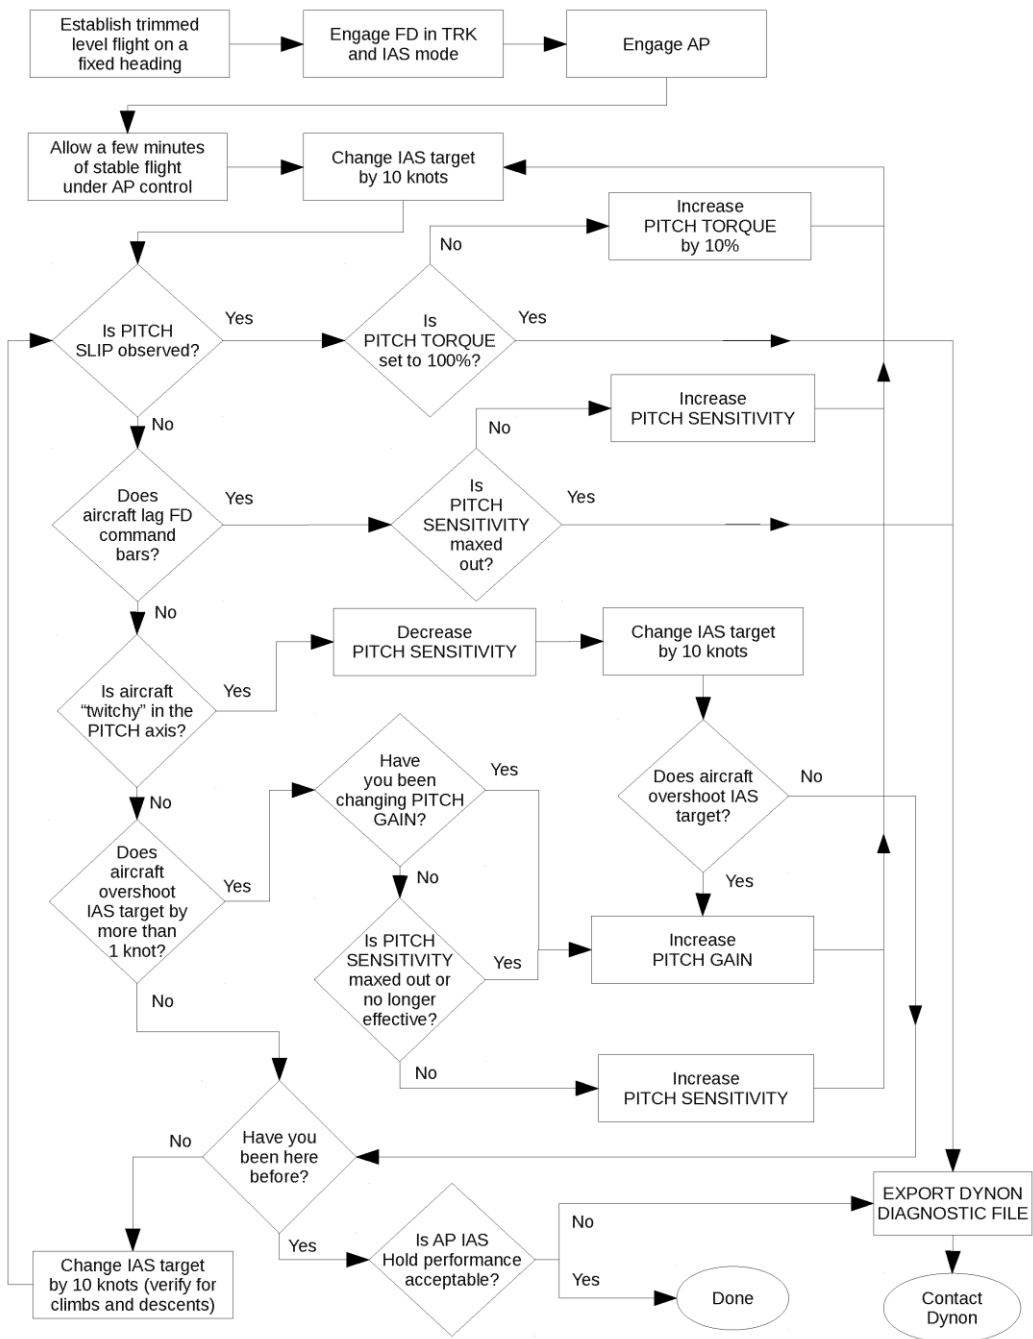 Establish trimmed
level flight on a
fixed heading
Engage FD in TRK
and IAS mode
Engage AP
Allow a few minutes
of stable flight
under AP control
Change IAS target
by 10 knots
Increase
PITCH TORQUE
by 10%
No
Is PITCH
SLIP observed?
Yes
Is
PITCH TORQUE
set to 100%?
Yes
No
Increase
PITCH SENSITIVITY
No
Does
aircraft lag FD
command
bars?
Yes
Is
PITCH
SENSITIVITY
maxed
out?
Yes
No
Decrease
PITCH SENSITIVITY
Change IAS target
by 10 knots
Is aircraft
“twitchy” in the
PITCH axis?
Yes
No
Have
you been
changing PITCH
GAIN?
Yes
Does aircraft
overshoot IAS
target?
No
Yes
Does
aircraft
overshoot
IAS target by
more than
1 knot?
Yes
No
Is PITCH
SENSITIVITY
maxed out or
no longer
effective?
Yes
Increase
PITCH GAIN
No
No
Increase
PITCH SENSITIVITY
Have you
been here
before?
No
Yes
Change IAS target
by 10 knots (verify for
climbs and descents)
Is AP IAS
Hold performance
acceptable?
No
Yes
Done
EXPORT DYNON
DIAGNOSTIC FILE
Contact
Dynon